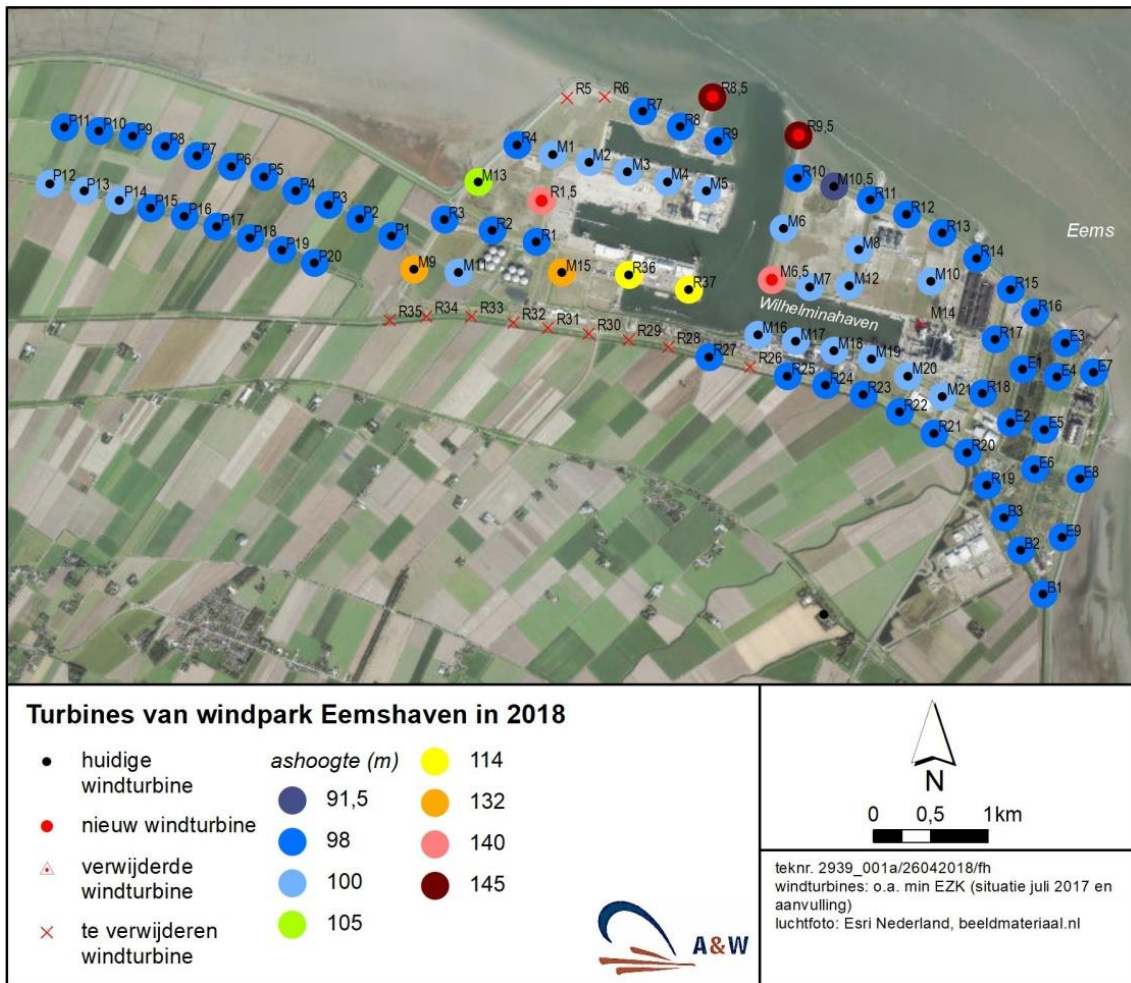 R5 R6 R7 R8,5
R8 R9 R9,5
P11 P10 P9 P8 P7 P6 P5 P4 P3 P2 P1
R4 M1 M2 M3 M4 M5
R10 M10,5 R11 R12 R13 R14
P12 P13 P14 P15 P16 P17 P18 P19 P20
M13 R1,5 R3 R2 R1
M6 M8
Eems
M9 M11 M15 R36 R37
M6,5 M7 M12 M10 R15 R16
Wilhelminahaven
M14
R35 R34 R33 R32 R31 R30 R29 R28
M16 M17 M18 M19 M20 M21
R17 E3 E1 E4 E7
R27 R26 R25 R24 R23 R22 R21 R20 R19
R18 E2 E5 E6 E8 E9
B3 B2 B1
Turbines van windpark Eemshaven in 2018
huidige
windturbine
nieuw windturbine
verwijderde
windturbine
te verwijderen
windturbine
ashoogte (m)
91,5
98
100
105
114
132
140
145
A&W
N
0 0,5 1km
teknr. 2939_001a/26042018/fh
windturbines: o.a. min EZK (situatie juli 2017 en
aanvulling)
luchtfoto: Esri Nederland, beeldmateriaal.nl